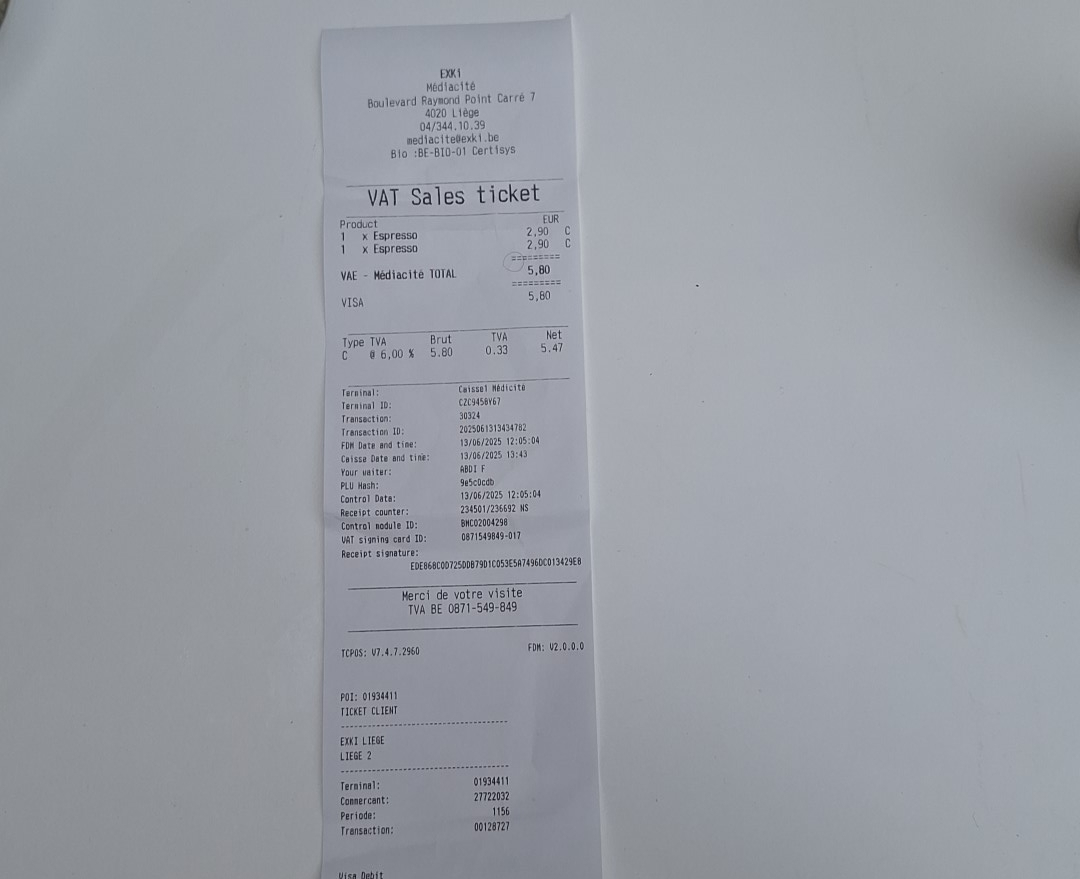 EXKi
Médiacité
Boulevard Raymond Point Carré 7
4020 Liège
04/344.10.39
mediacite@exki.be
Bio :BE-BIO-01 Certisys
VAT Sales ticket
Product EUR
1 x Espresso 2,90 C
1 x Espresso 2,90 C
=========
VAE - Médiacité TOTAL 5,80
=========
VISA 5,80
Type TVA Brut TVA Net
C @ 6,00 % 5.80 0.33 5.47
Terminal: Caisse1 Médicité
Terminal ID: CZC9458Y67
Transaction: 30324
Transaction ID: 2025061313434782
FDM Date and time: 13/06/2025 12:05:04
Caisse Date and time: 13/06/2025 13:43
Your waiter: ABDI F
PLU Hash: 9e5c0cdb
Control Data: 13/06/2025 12:05:04
Receipt counter: 234501/236692 NS
Control module ID: BMC02004298
VAT signing card ID: 0871549849-017
Receipt signature:
EDE868C0D725DDB79D1C053E5A7496DC013429E8
Merci de votre visite
TVA BE 0871-549-849
TCPOS: V7.4.7.2960 FDM: V2.0.0.0
POI: 01934411
TICKET CLIENT
--------------------------------
EXKI LIEGE
LIEGE 2
--------------------------------
Terminal: 01934411
Commercant: 27722032
Periode: 1156
Transaction: 00128727
Visa Debit